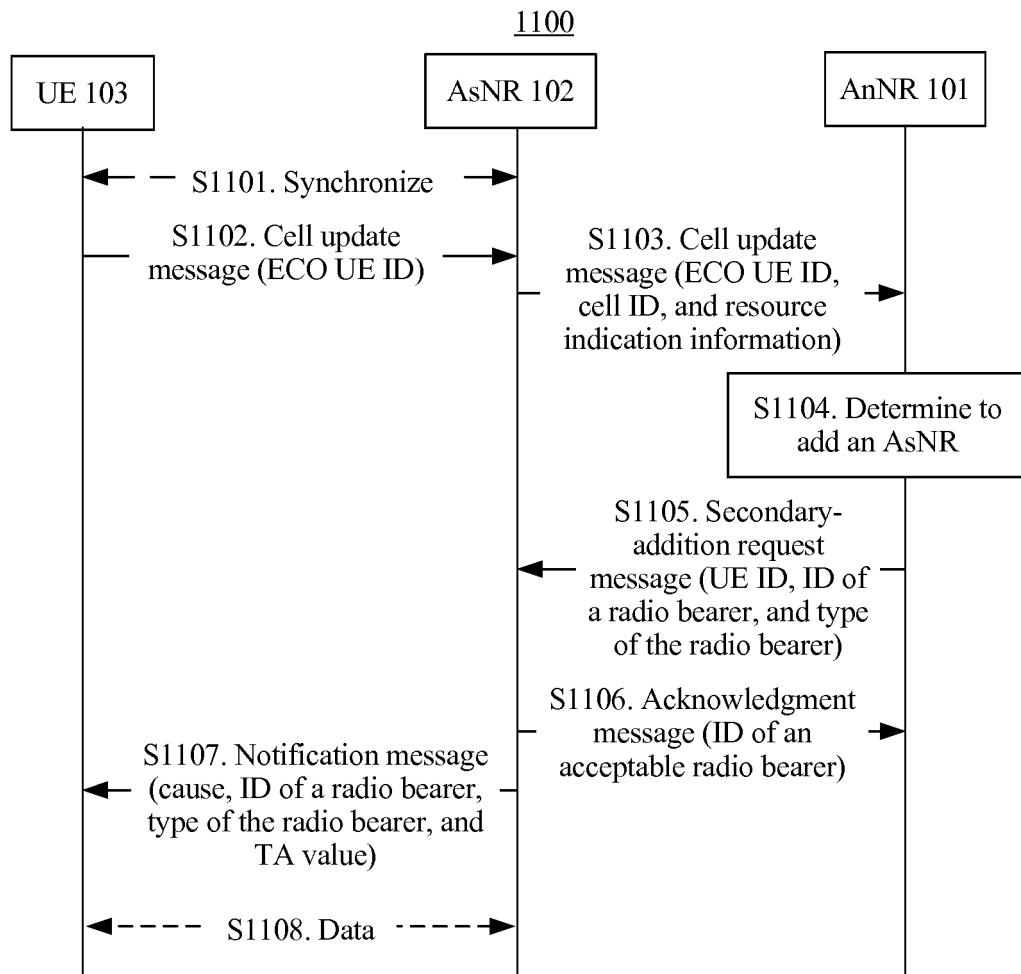 1100
UE 103
AsNR 102
AnNR 101
S1101. Synchronize
S1102. Cell update
message (ECO UE ID)
S1103. Cell update
message (ECO UE ID,
cell ID, and resource
indication information)
S1104. Determine to
add an AsNR
S1105. Secondary-
addition request
message (UE ID, ID of
a radio bearer, and type
of the radio bearer)
S1106. Acknowledgment
message (ID of an
acceptable radio bearer)
S1107. Notification message
(cause, ID of a radio bearer,
type of the radio bearer, and
TA value)
S1108. Data